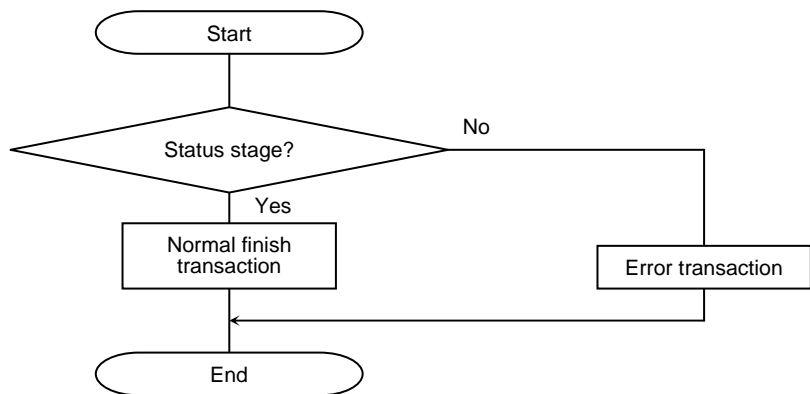 Start
No
Status stage?
Yes
Normal finish
transaction
Error transaction
End